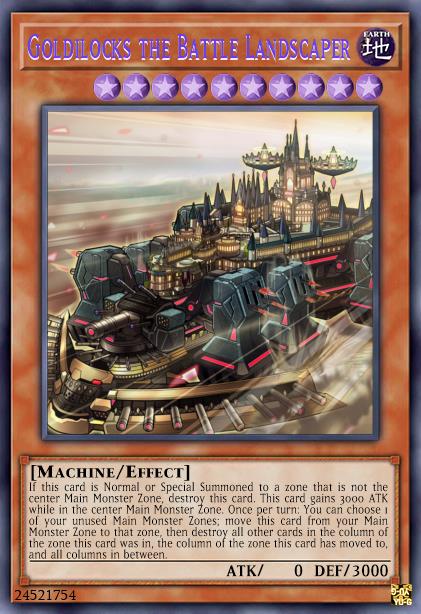 Goldilocks the Battle Landscaper
EARTH
地
[Machine/Effect]
If this card is Normal or Special Summoned to a zone that is not the
center Main Monster Zone, destroy this card. This card gains 3000 ATK
while in the center Main Monster Zone. Once per turn: You can choose 1
of your unused Main Monster Zones; move this card from your Main
Monster Zone to that zone, then destroy all other cards in the column of
the zone this card was in, the column of the zone this card has moved to,
and all columns in between.
ATK/ 0 DEF/3000
24521754